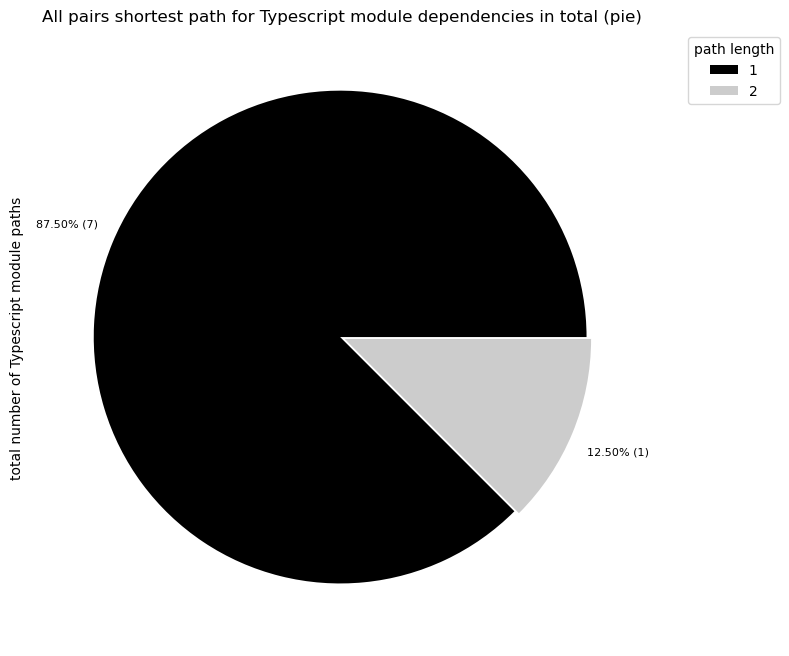 All pairs shortest path for Typescript module dependencies in total (pie)
path length
1
2
87.50% (7)
total number of Typescript module paths
12.50% (1)